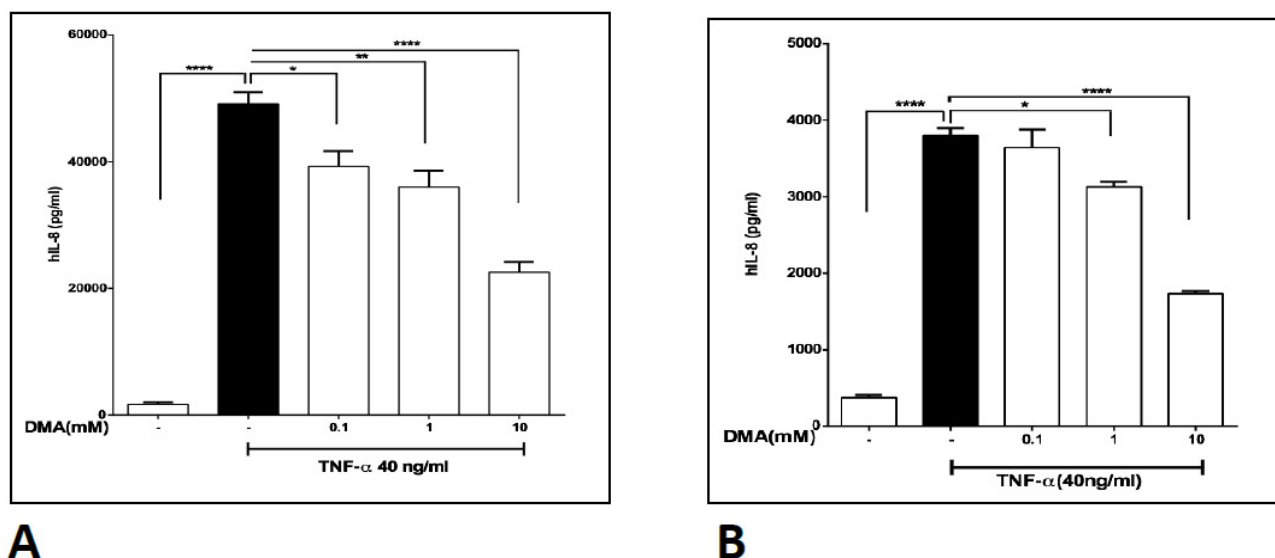 60000
40000
20000
0
hIL-8 (pg/ml)
****
**
****
*
DMA(mM) - - 0.1 1 10
TNF-α 40 ng/ml
A
5000
4000
3000
2000
1000
0
hIL-8 (pg/ml)
****
****
*
DMA(mM) - - 0.1 1 10
TNF-α(40ng/ml)
B